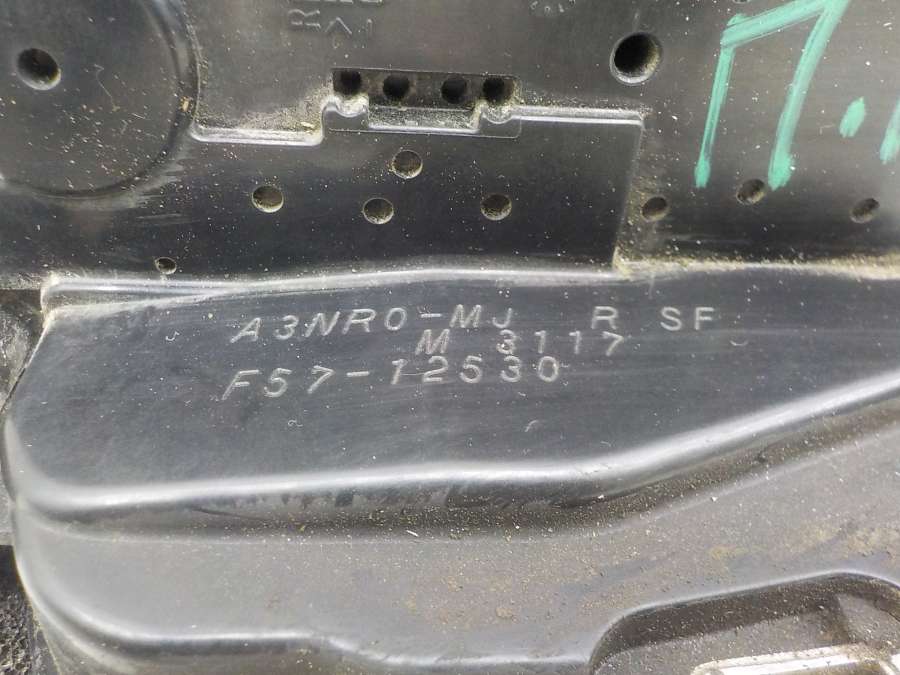 П.П
A3NR0-MJ R SF
M 3117
F57-12530